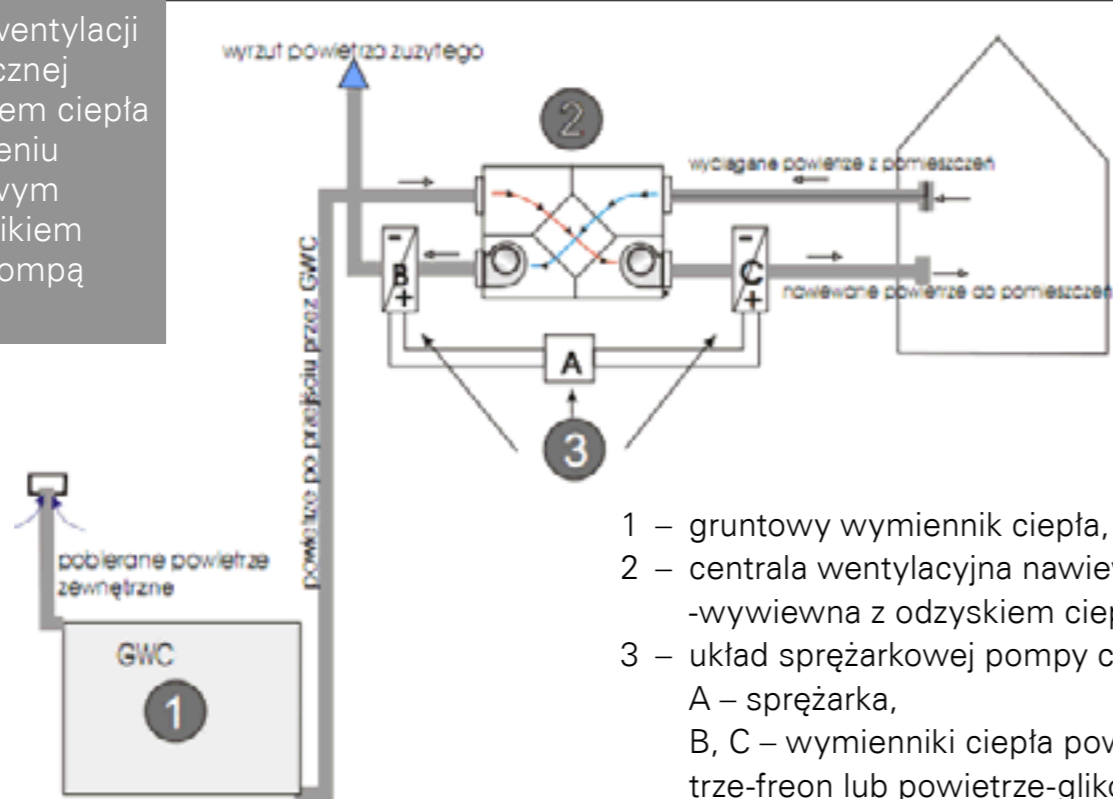 wentylacji
cznej
em ciepła
eniu
wym
ikiem
ompą
wyrzut powietrza zużytego
2
wyciągane powietrze z pomieszczeń
B
- +
C
- +
nawiewane powietrze do pomieszczeń
A
3
powietrze po przejściu przez GWC
pobierane powietrze
zewnętrzne
GWC
1
1 – gruntowy wymiennik ciepła,
2 – centrala wentylacyjna nawiew
-wywiewna z odzyskiem ciep
3 – układ sprężarkowej pompy c
A – sprężarka,
B, C – wymienniki ciepła pow
trze-freon lub powietrze-gliko